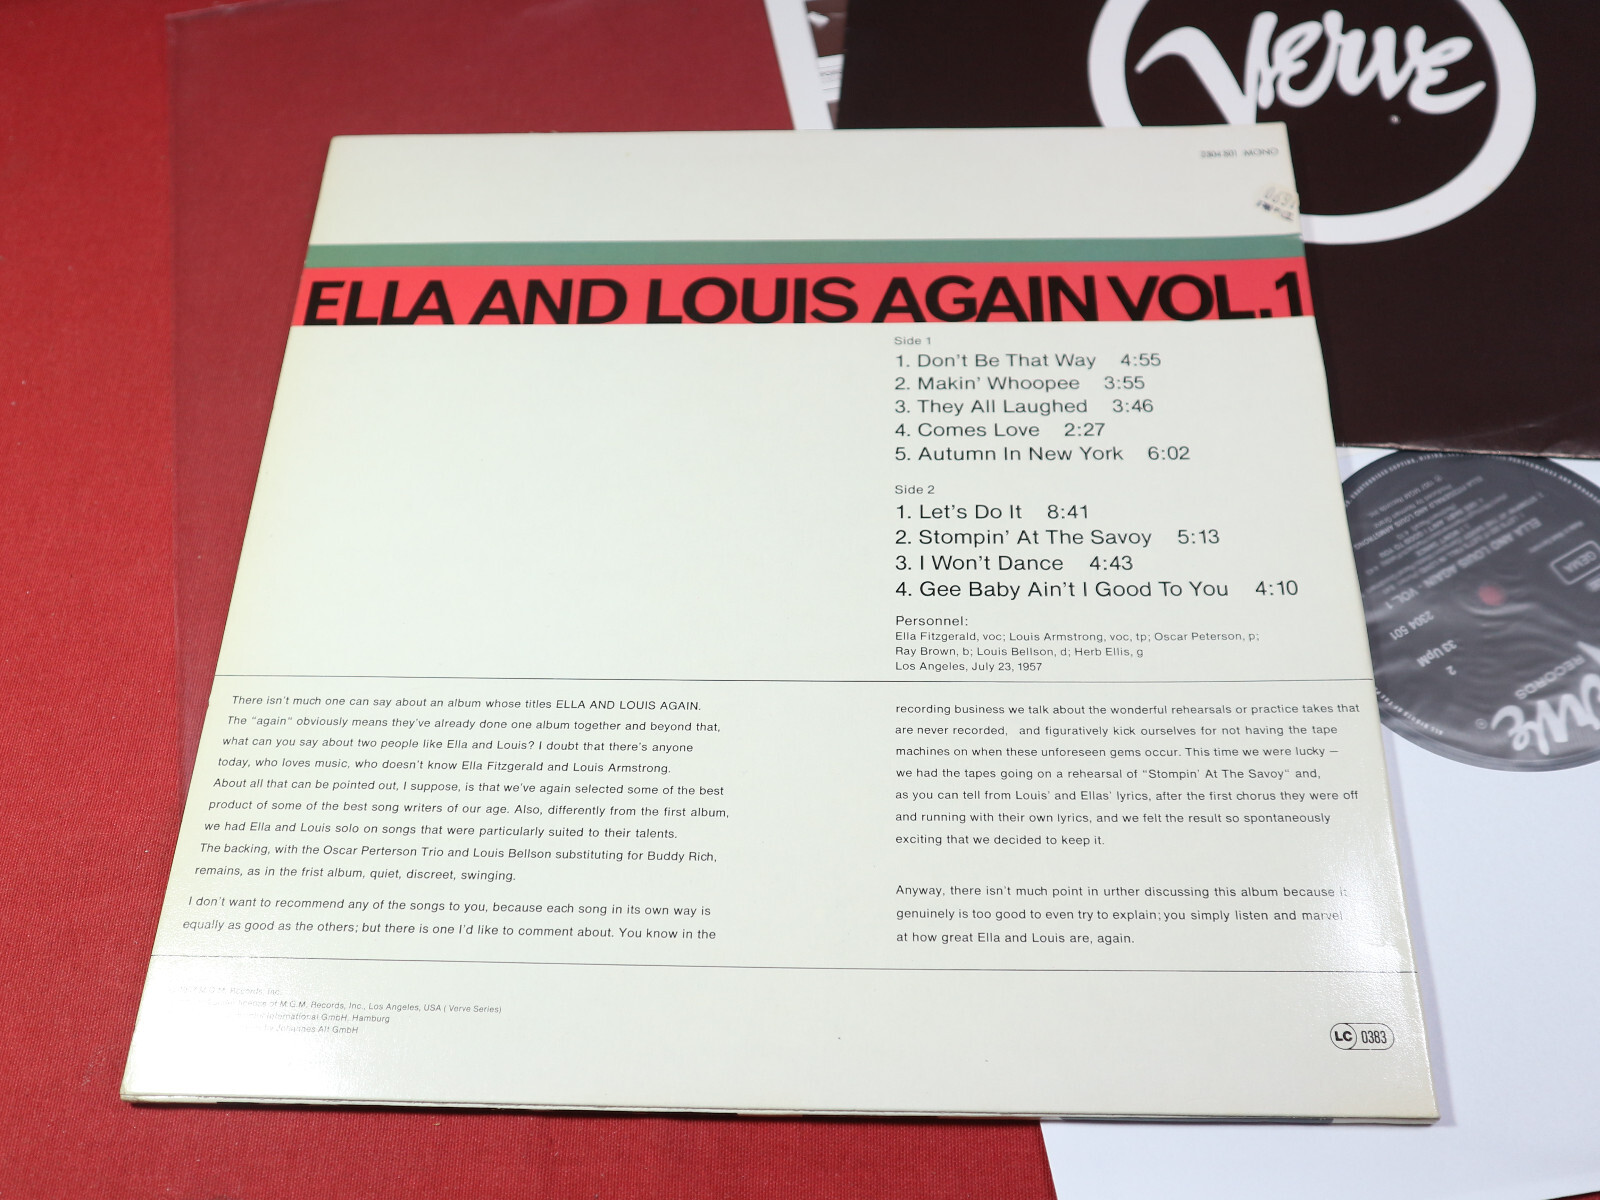 Verve
2304 501 MONO
ELLA AND LOUIS AGAIN VOL.1
Side 1
1. Don't Be That Way 4:55
2. Makin' Whoopee 3:55
3. They All Laughed 3:46
4. Comes Love 2:27
5. Autumn In New York 6:02
Side 2
1. Let's Do It 8:41
2. Stompin' At The Savoy 5:13
3. I Won't Dance 4:43
4. Gee Baby Ain't I Good To You 4:10
Personnel:
Ella Fitzgerald, voc; Louis Armstrong, voc, tp; Oscar Peterson, p;
Ray Brown, b; Louis Bellson, d; Herb Ellis, g
Los Angeles, July 23, 1957
There isn't much one can say about an album whose titles ELLA AND LOUIS AGAIN.
The "again" obviously means they've already done one album together and beyond that,
what can you say about two people like Ella and Louis? I doubt that there's anyone
today, who loves music, who doesn't know Ella Fitzgerald and Louis Armstrong.
About all that can be pointed out, I suppose, is that we've again selected some of the best
product of some of the best song writers of our age. Also, differently from the first album,
we had Ella and Louis solo on songs that were particularly suited to their talents.
The backing, with the Oscar Perterson Trio and Louis Bellson substituting for Buddy Rich,
remains, as in the frist album, quiet, discreet, swinging.
I don't want to recommend any of the songs to you, because each song in its own way is
equally as good as the others; but there is one I'd like to comment about. You know in the
recording business we talk about the wonderful rehearsals or practice takes that
are never recorded, and figuratively kick ourselves for not having the tape
machines on when these unforeseen gems occur. This time we were lucky —
we had the tapes going on a rehearsal of "Stompin' At The Savoy" and,
as you can tell from Louis' and Ellas' lyrics, after the first chorus they were off
and running with their own lyrics, and we felt the result so spontaneously
exciting that we decided to keep it.
Anyway, there isn't much point in urther discussing this album because it
genuinely is too good to even try to explain; you simply listen and marvel
at how great Ella and Louis are, again.
M.G.M. Records, Inc.
of M.G.M. Records, Inc., Los Angeles, USA ( Verve Series)
International GmbH, Hamburg
Johannes Alt GmbH
LC 0383
ELLA AND LOUIS AGAIN - VOL. 1
GEMA
2304 501
33 UpM
2
RECORDS
Verve